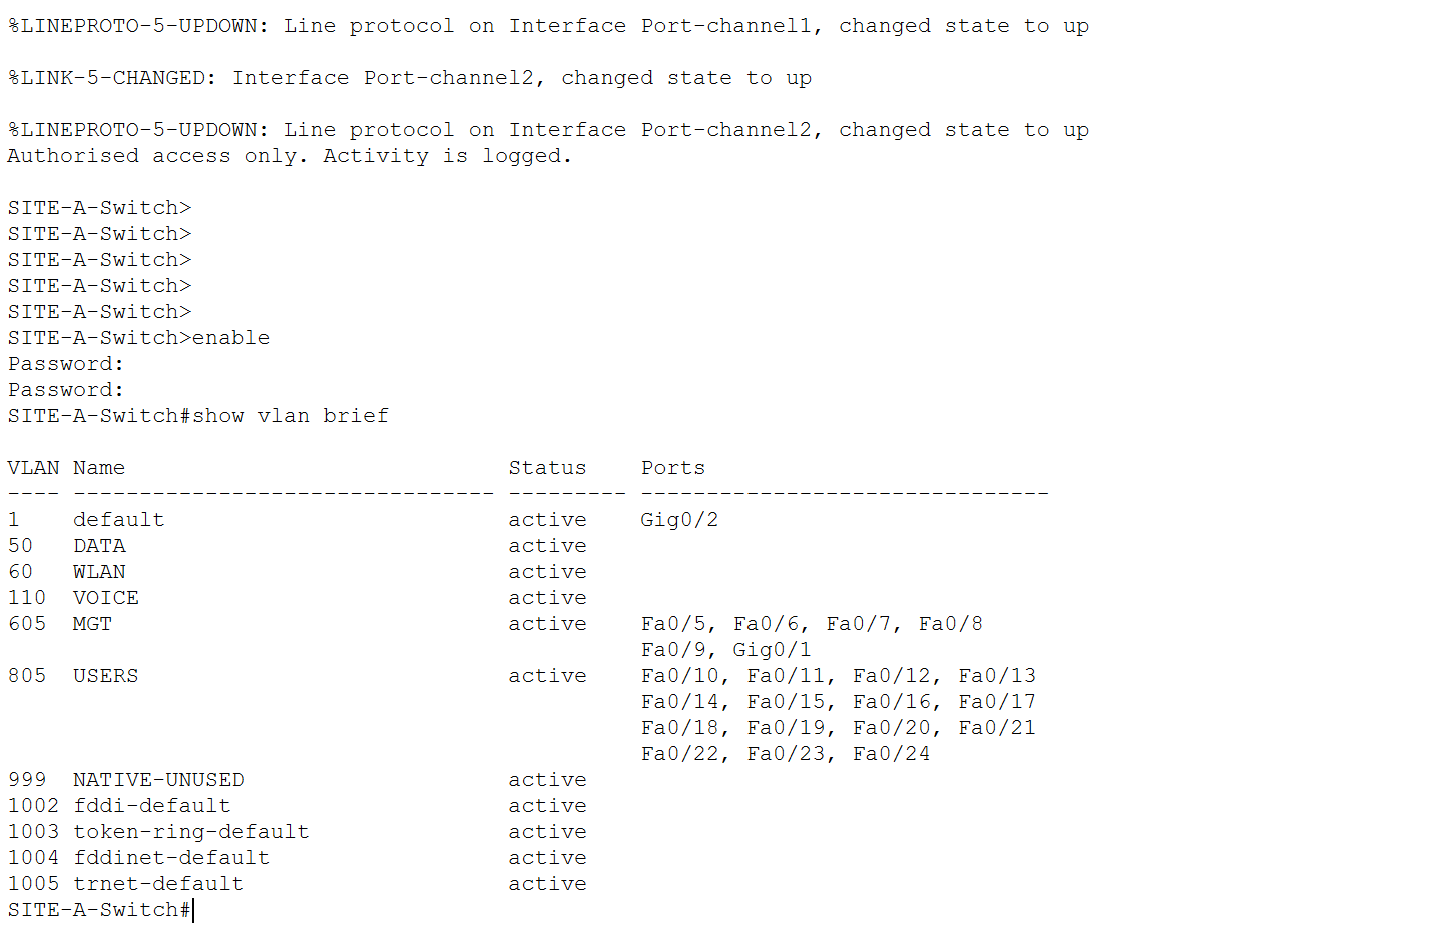 %LINEPROTO-5-UPDOWN: Line protocol on Interface Port-channel1, changed state to up
%LINK-5-CHANGED: Interface Port-channel2, changed state to up
%LINEPROTO-5-UPDOWN: Line protocol on Interface Port-channel2, changed state to up
Authorised access only. Activity is logged.
SITE-A-Switch>
SITE-A-Switch>
SITE-A-Switch>
SITE-A-Switch>
SITE-A-Switch>
SITE-A-Switch>enable
Password:
Password:
SITE-A-Switch#show vlan brief
VLAN Name                             Status    Ports
---- -------------------------------- --------- -------------------------------
1    default                          active    Gig0/2
50   DATA                             active
60   WLAN                             active
110  VOICE                            active
605  MGT                              active    Fa0/5, Fa0/6, Fa0/7, Fa0/8
                                                Fa0/9, Gig0/1
805  USERS                            active    Fa0/10, Fa0/11, Fa0/12, Fa0/13
                                                Fa0/14, Fa0/15, Fa0/16, Fa0/17
                                                Fa0/18, Fa0/19, Fa0/20, Fa0/21
                                                Fa0/22, Fa0/23, Fa0/24
999  NATIVE-UNUSED                    active
1002 fddi-default                     active
1003 token-ring-default               active
1004 fddinet-default                  active
1005 trnet-default                    active
SITE-A-Switch#